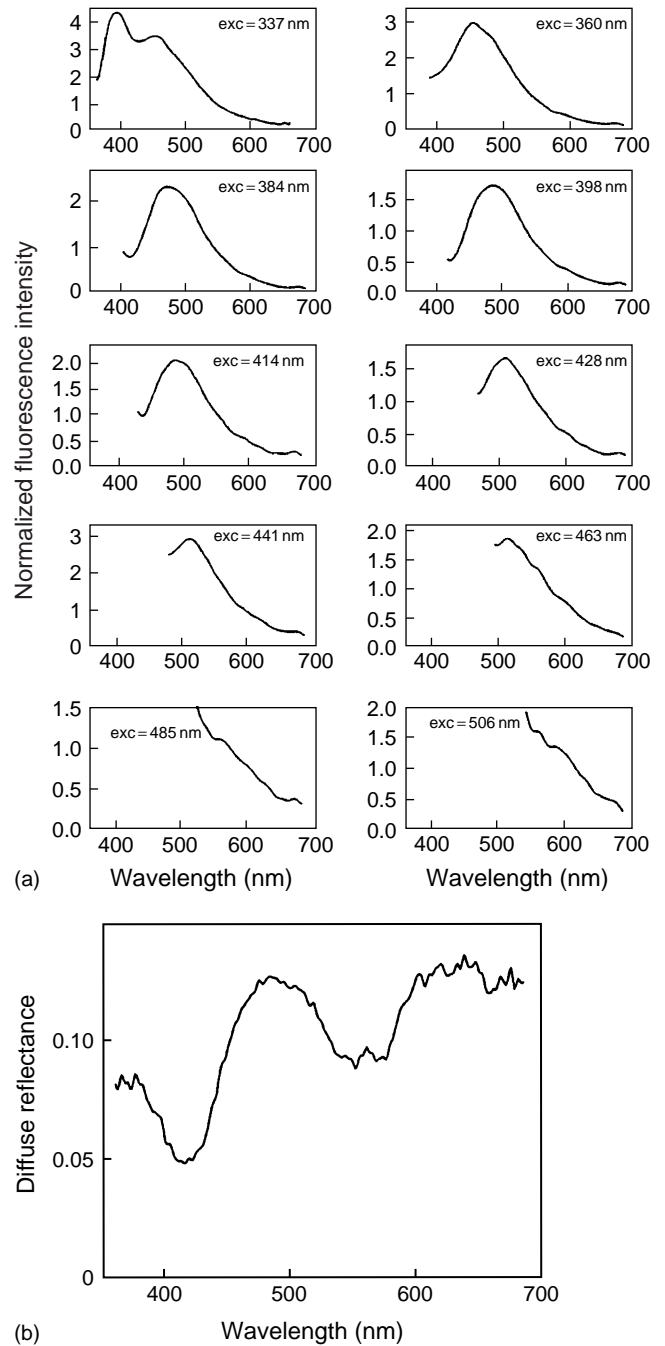 Normalized fluorescence intensity
exc = 337 nm
4
3
2
1
0
400 500 600 700
exc = 360 nm
3
2
1
0
400 500 600 700
exc = 384 nm
2
1
0
400 500 600 700
exc = 398 nm
1.5
1.0
0.5
0.0
400 500 600 700
exc = 414 nm
2.0
1.5
1.0
0.5
0.0
400 500 600 700
exc = 428 nm
1.5
1.0
0.5
0.0
400 500 600 700
exc = 441 nm
3
2
1
0
400 500 600 700
exc = 463 nm
2.0
1.5
1.0
0.5
0.0
400 500 600 700
exc = 485 nm
1.5
1.0
0.5
0.0
400 500 600 700
exc = 506 nm
2.0
1.5
1.0
0.5
0.0
400 500 600 700
(a) Wavelength (nm) Wavelength (nm)
Diffuse reflectance
0.10
0.05
0
400 500 600 700
(b) Wavelength (nm)